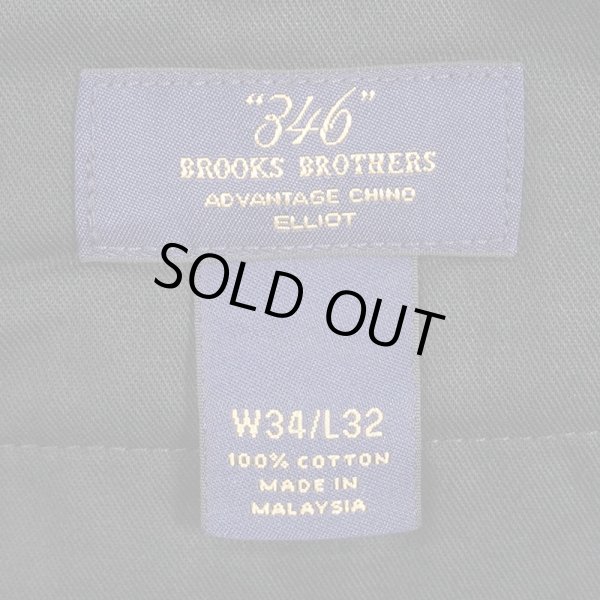 "346"
BROOKS BROTHERS
ADVANTAGE CHINO
ELLIOT
SOLD OUT
W34/L32
100% COTTON
MADE IN
MALAYSIA